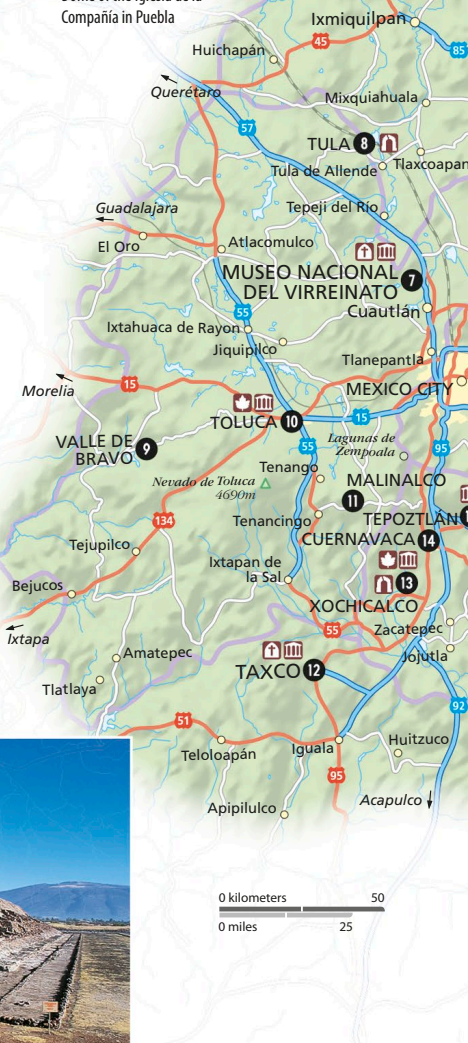 Compañía in Puebla
Ixmiquilpan
45
Huichapán
85
Querétaro
Mixquiahuala
57
TULA 8
Tlaxcoapan
Tula de Allende
Tepeji del Río
Guadalajara
El Oro
Atlacomulco
MUSEO NACIONAL
DEL VIRREINATO 7
Cuautlán
55
Ixtahuaca de Rayon
Jiquipilco
Tlanepantla
Morelia
15
MEXICO CITY
TOLUCA 10
15
VALLE DE
BRAVO 9
55
Lagunas de
Zempoala
95
Tenango
Nevado de Toluca
4690m
MALINALCO
11
134
Tenancingo
TEPOZTLÁN
CUERNAVACA 14
Tejupilco
Ixtapan de
la Sal
Bejucos
13
XOCHICALCO
Ixtapa
55
Zacatepec
Amatepec
Jojutla
TAXCO 12
Tlatlaya
92
51
Teloloapán
Iguala
Huitzuco
95
Acapulco
Apipilulco
0 kilometers 50
0 miles 25